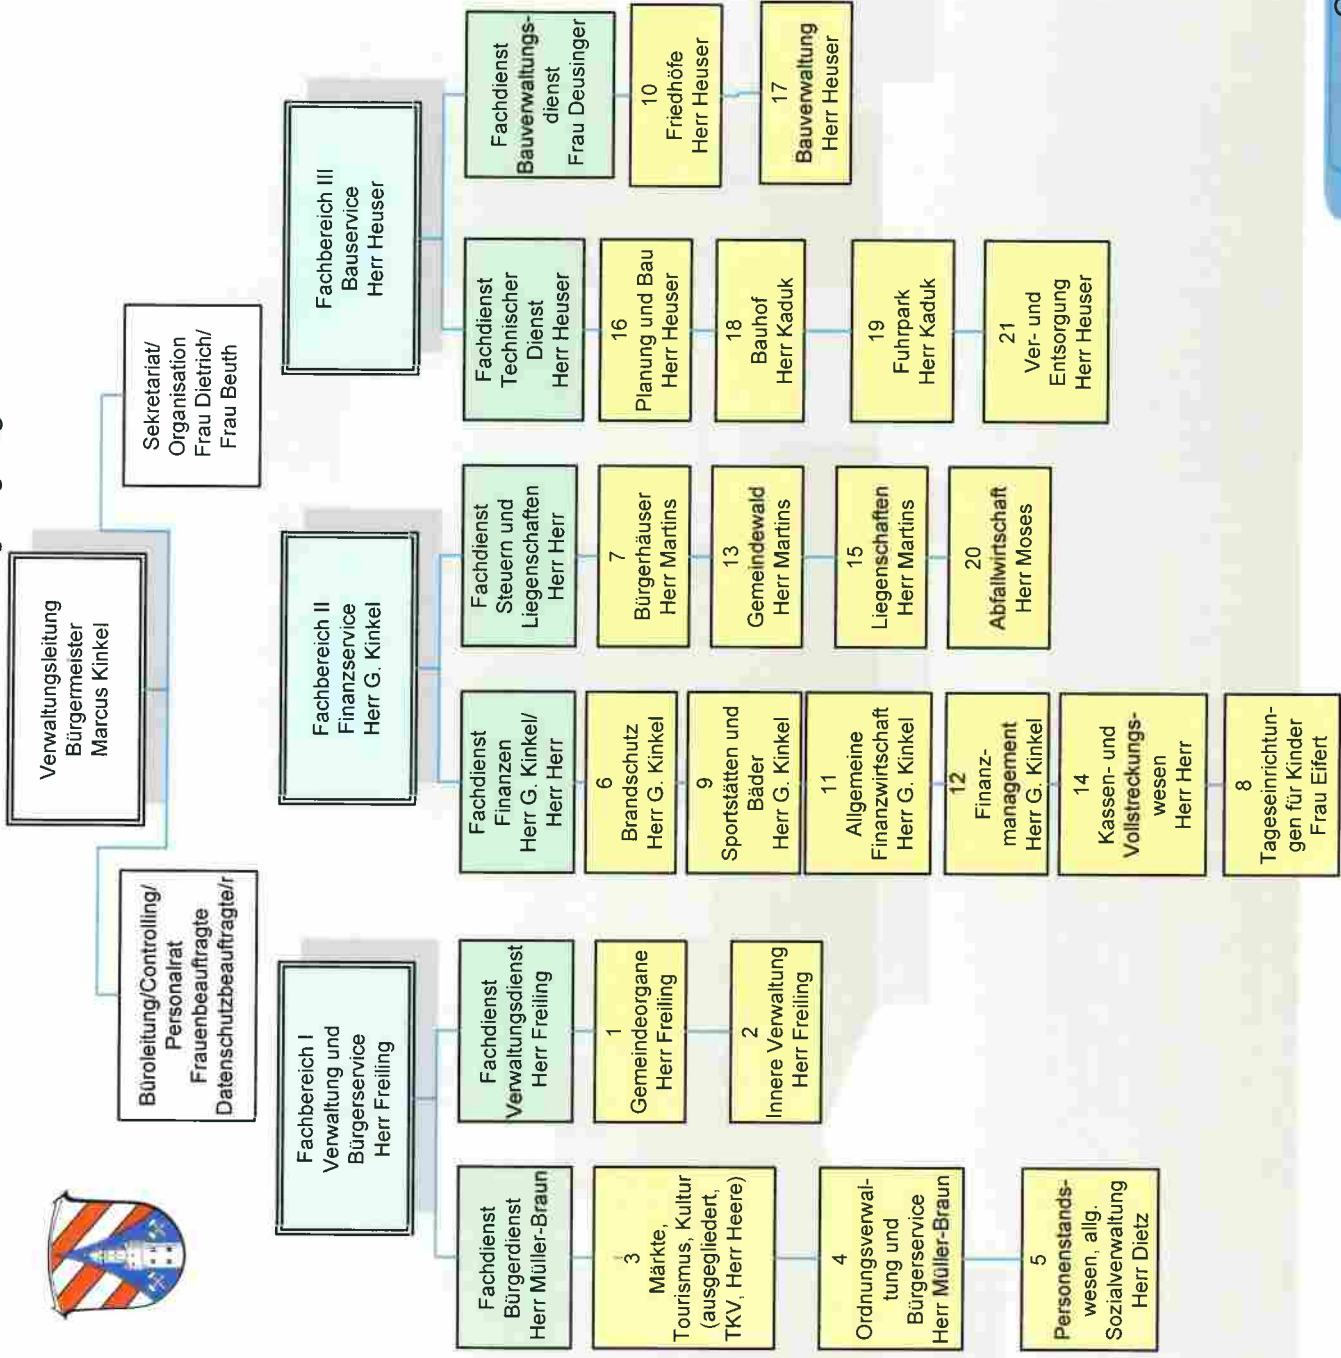 Verwaltungsleitung
Bürgermeister
Marcus Kinkel
Büroleitung/Controlling/
Personalrat
Frauenbeauftragte
Datenschutzbeauftragte/r
Sekretariat/
Organisation
Frau Dietrich/
Frau Beuth
Fachbereich I
Verwaltung und
Bürgerservice
Herr Freiling
Fachbereich II
Finanzservice
Herr G. Kinkel
Fachbereich III
Bauservice
Herr Heuser
Fachdienst
Bürgerdienst
Herr Müller-Braun
3
Märkte,
Tourismus, Kultur
(ausgegliedert,
TKV, Herr Heere)
4
Ordnungsverwal-
tung und
Bürgerservice
Herr Müller-Braun
5
Personenstands-
wesen, allg.
Sozialverwaltung
Herr Dietz
Fachdienst
Verwaltungsdienst
Herr Freiling
1
Gemeindeorgane
Herr Freiling
2
Innere Verwaltung
Herr Freiling
Fachdienst
Finanzen
Herr G. Kinkel/
Herr Herr
6
Brandschutz
Herr G. Kinkel
9
Sportstätten und
Bäder
Herr G. Kinkel
11
Allgemeine
Finanzwirtschaft
Herr G. Kinkel
12
Finanz-
management
Herr G. Kinkel
14
Kassen- und
Vollstreckungs-
wesen
Herr Herr
8
Tageseinrichtun-
gen für Kinder
Frau Eifert
Fachdienst
Steuern und
Liegenschaften
Herr Herr
7
Bürgerhäuser
Herr Martins
13
Gemeindewald
Herr Martins
15
Liegenschaften
Herr Martins
20
Abfallwirtschaft
Herr Moses
Fachdienst
Technischer
Dienst
Herr Heuser
16
Planung und Bau
Herr Heuser
18
Bauhof
Herr Kaduk
19
Fuhrpark
Herr Kaduk
21
Ver- und
Entsorgung
Herr Heuser
Fachdienst
Bauverwaltungs-
dienst
Frau Deusinger
10
Friedhöfe
Herr Heuser
17
Bauverwaltung
Herr Heuser